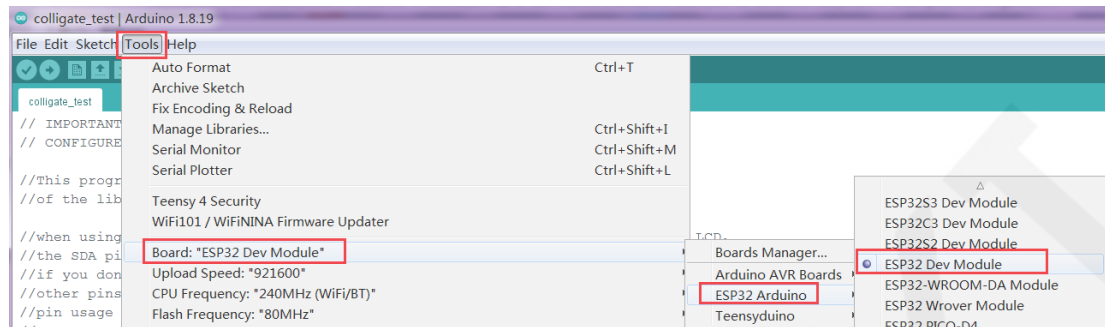 colligate_test | Arduino 1.8.19
File Edit Sketch Tools Help
colligate_test
// IMPORTANT
// CONFIGURE
//This progr
//of the lib
//when using
//the SDA pi
//if you don
//other pins
//pin usage
Auto Format Ctrl+T
Archive Sketch
Fix Encoding & Reload
Manage Libraries... Ctrl+Shift+I
Serial Monitor Ctrl+Shift+M
Serial Plotter Ctrl+Shift+L
Teensy 4 Security
WiFi101 / WiFiNINA Firmware Updater
Board: "ESP32 Dev Module"
Upload Speed: "921600"
CPU Frequency: "240MHz (WiFi/BT)"
Flash Frequency: "80MHz"
LCD.
Boards Manager...
Arduino AVR Boards
ESP32 Arduino
Teensyduino
ESP32S3 Dev Module
ESP32C3 Dev Module
ESP32S2 Dev Module
ESP32 Dev Module
ESP32-WROOM-DA Module
ESP32 Wrover Module
ESP32 PICO-D4